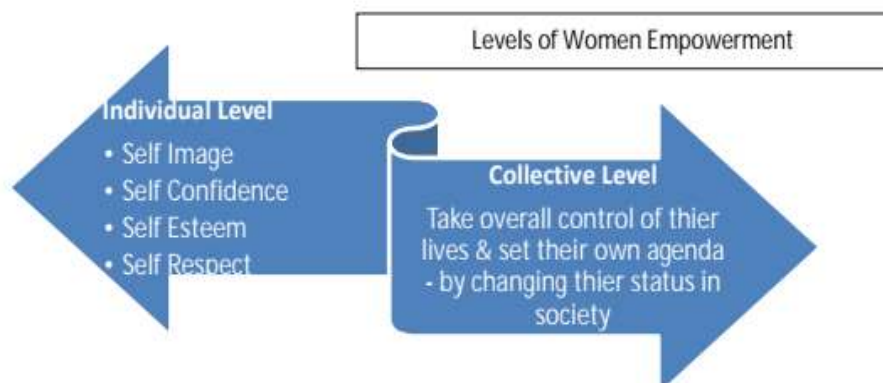 Levels of Women Empowerment
Individual Level
• Self Image
• Self Confidence
• Self Esteem
• Self Respect
Collective Level
Take overall control of thier
lives & set their own agenda
- by changing thier status in
society